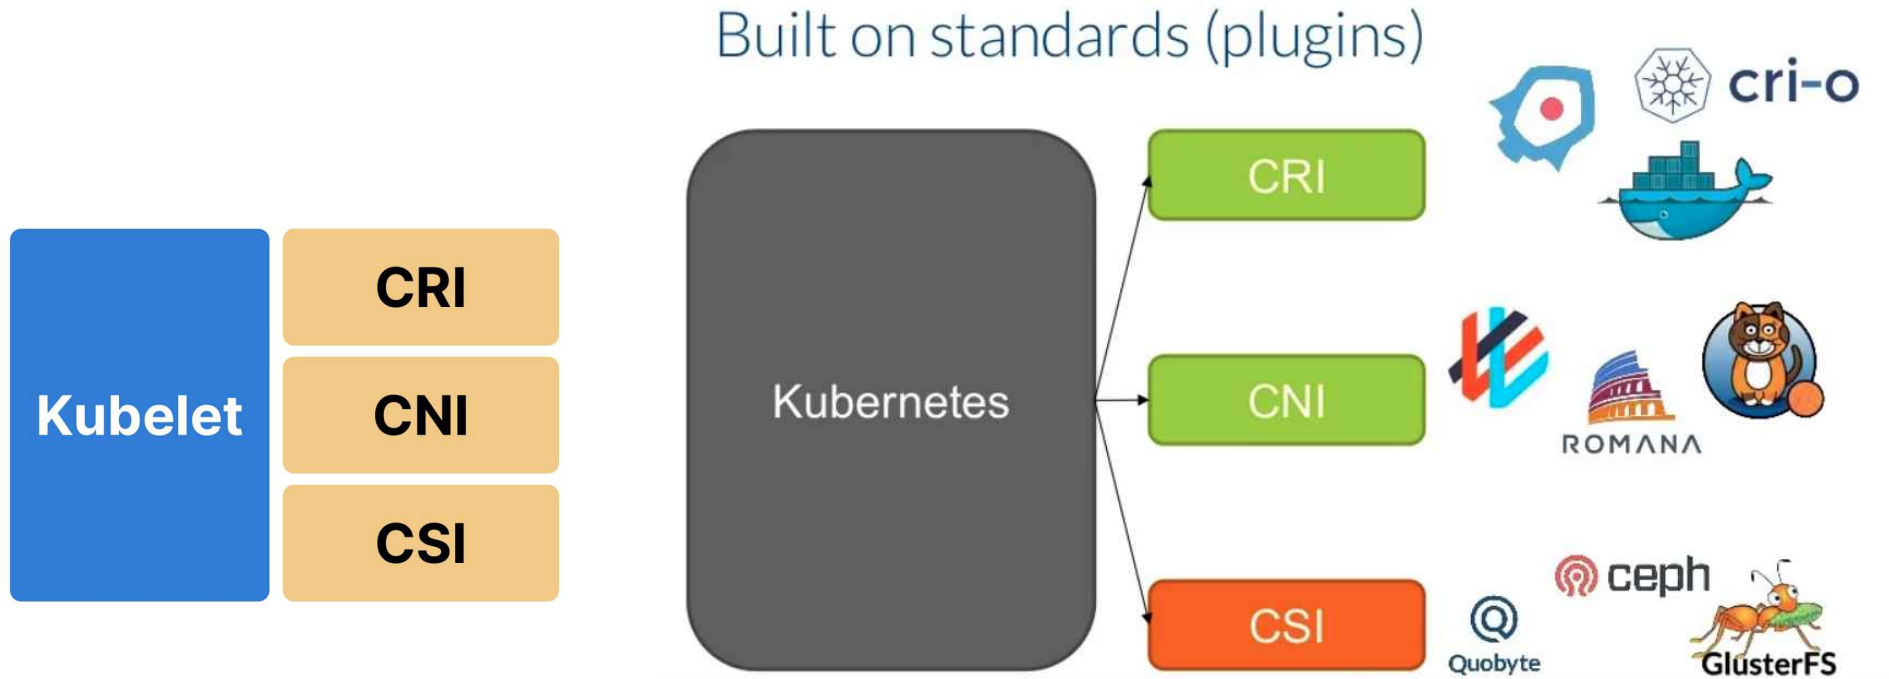 Built on standards (plugins)
Kubelet
CRI
CNI
CSI
Kubernetes
CRI
CNI
CSI
cri-o
ROMANA
ceph
Quobyte
GlusterFS